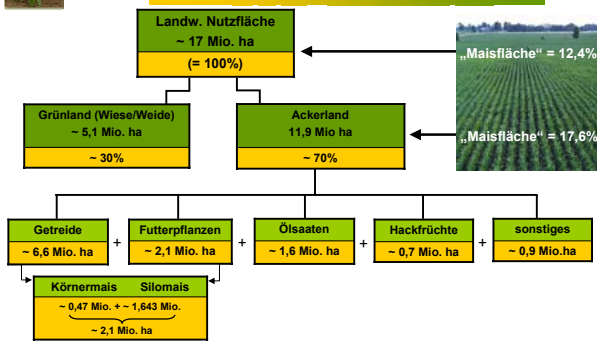 Landw. Nutzfläche
~ 17 Mio. ha
(= 100%)
„Maisfläche“ = 12,4%
Grünland (Wiese/Weide)
~ 5,1 Mio. ha
~ 30%
Ackerland
11,9 Mio ha
~ 70%
„Maisfläche“ = 17,6%
Getreide
~ 6,6 Mio. ha
+
Futterpflanzen
~ 2,1 Mio. ha
+
Ölsaaten
~ 1,6 Mio. ha
+
Hackfrüchte
~ 0,7 Mio. ha
+
sonstiges
~ 0,9 Mio.ha
Körnermais Silomais
~ 0,47 Mio. + ~ 1,643 Mio.
~ 2,1 Mio. ha